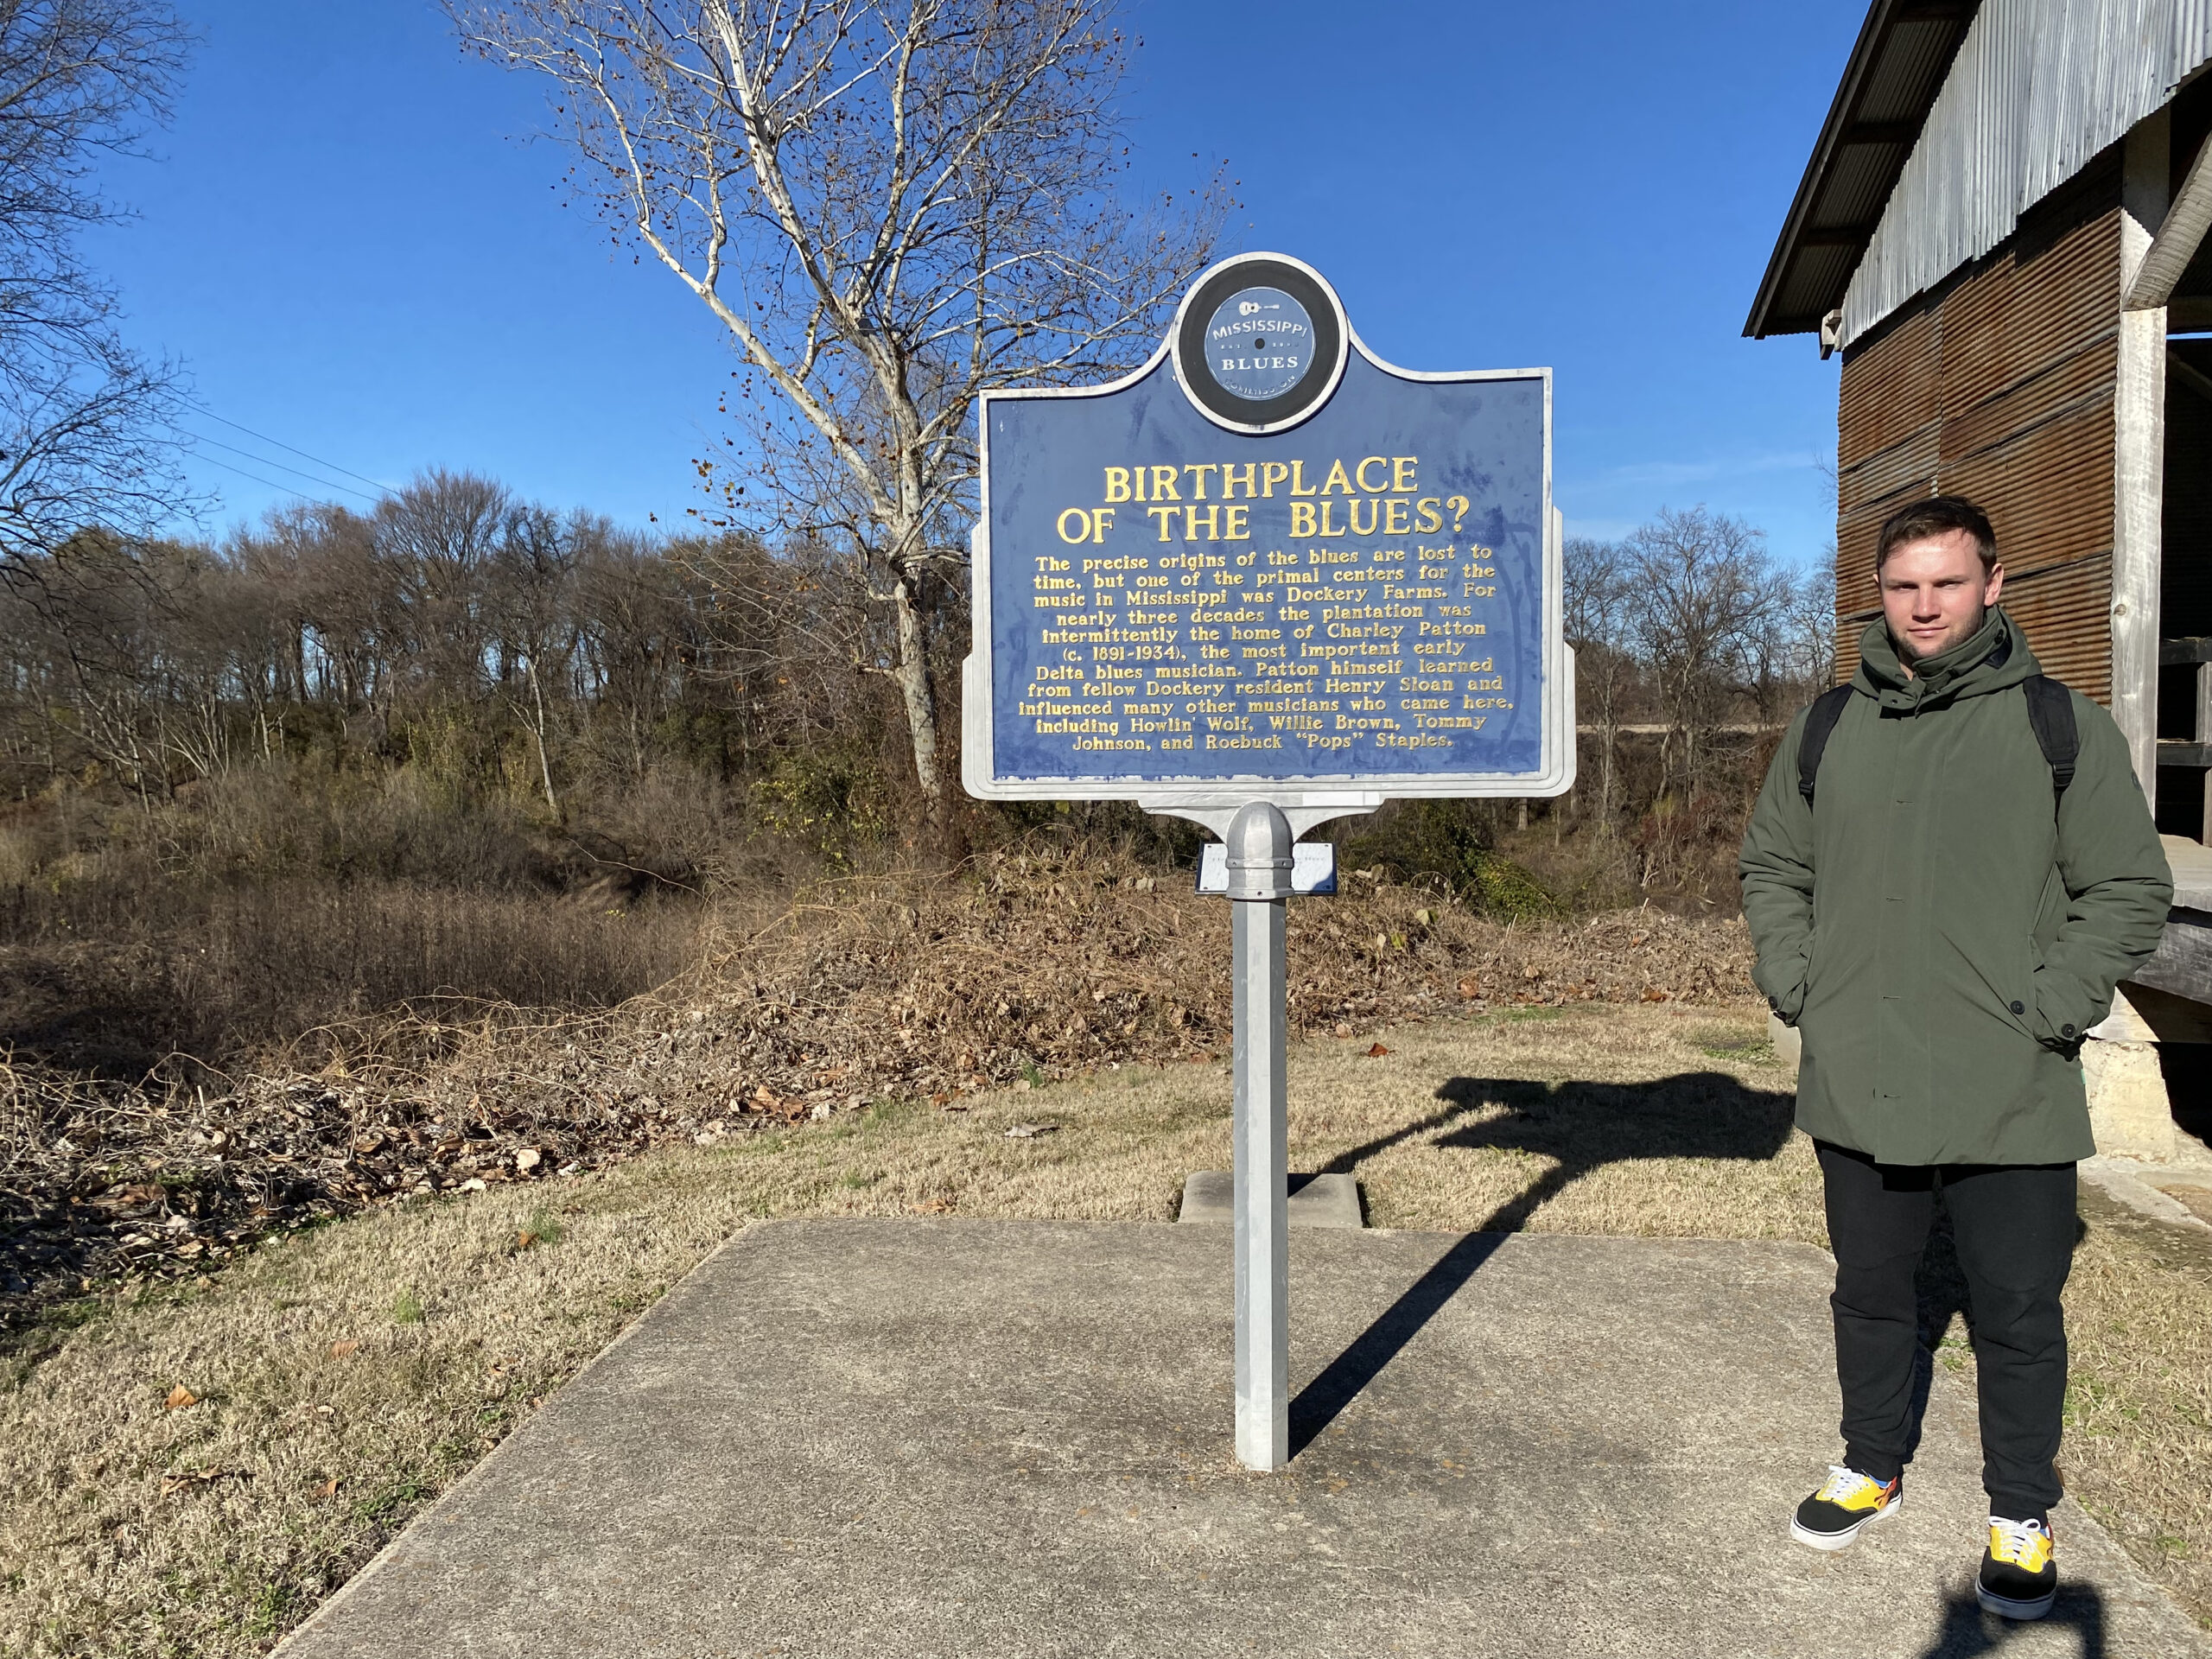 MISSISSIPPI
BLUES
COMMISSION
BIRTHPLACE
OF THE BLUES?
The precise origins of the blues are lost to
time, but one of the primal centers for the
music in Mississippi was Dockery Farms. For
nearly three decades the plantation was
intermittently the home of Charley Patton
(c. 1891-1934), the most important early
Delta blues musician. Patton himself learned
from fellow Dockery resident Henry Sloan and
influenced many other musicians who came here,
including Howlin' Wolf, Willie Brown, Tommy
Johnson, and Roebuck “Pops” Staples.